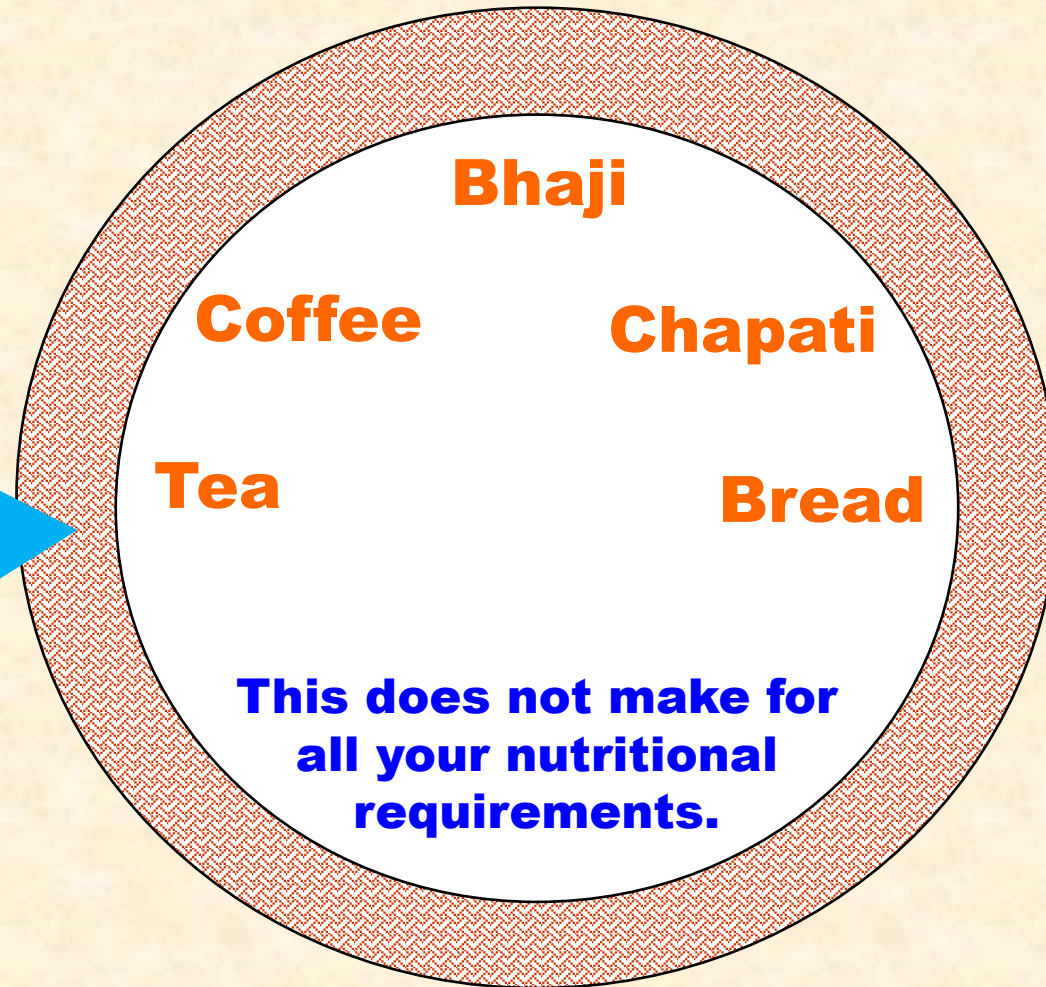 Bhaji
Coffee
Chapati
Tea
Bread
This does not make for
all your nutritional
requirements.